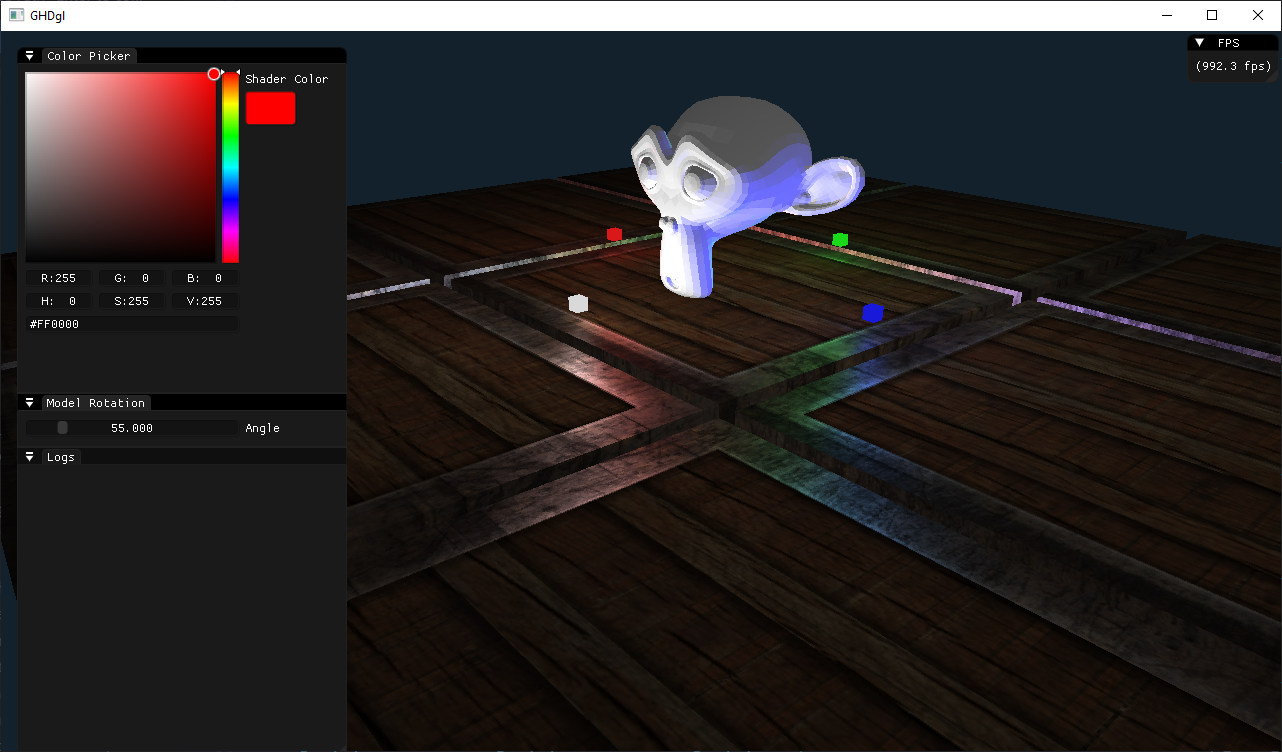 GHDgl
Color Picker
FPS
(992.3 fps)
Shader Color
R:255 G: 0 B: 0
H: 0 S:255 V:255
#FF0000
Model Rotation
55.000 Angle
Logs